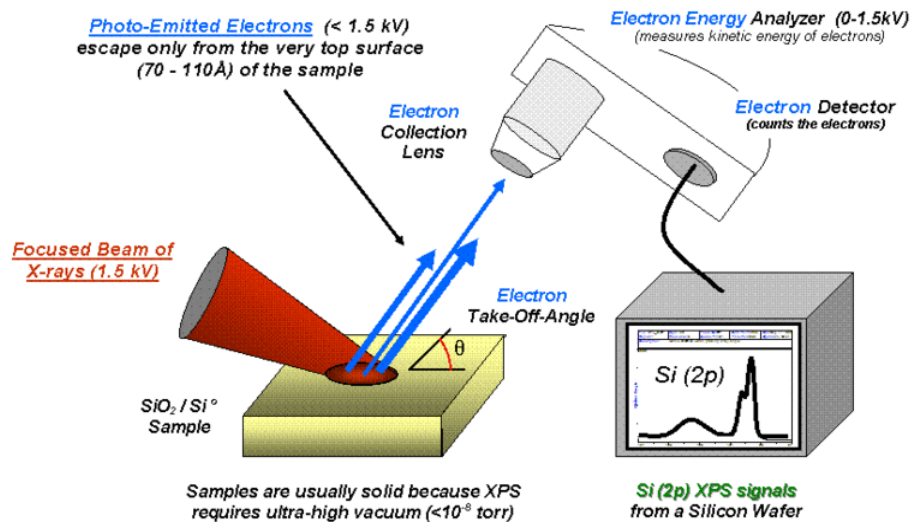 Photo-Emitted Electrons (< 1.5 kV)
escape only from the very top surface
(70 - 110Å) of the sample
Electron Energy Analyzer (0-1.5kV)
(measures kinetic energy of electrons)
Electron
Collection
Lens
Electron Detector
(counts the electrons)
Focused Beam of
X-rays (1.5 kV)
Electron
Take-Off-Angle
θ
Si (2p)
SiO₂ / Si°
Sample
Samples are usually solid because XPS
requires ultra-high vacuum (<10⁻⁸ torr)
Si (2p) XPS signals
from a Silicon Wafer